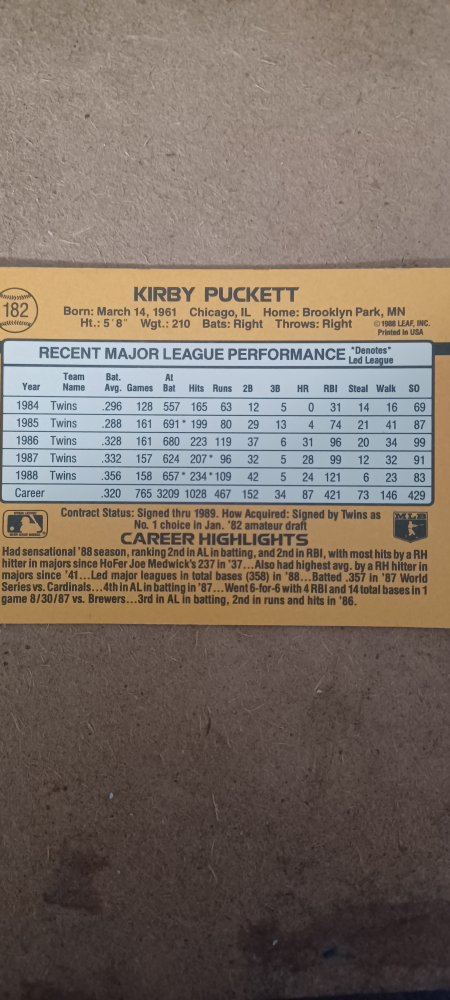 182
KIRBY PUCKETT
Born: March 14, 1961 Chicago, IL Home: Brooklyn Park, MN
Ht.: 5'8" Wgt.: 210 Bats: Right Throws: Right
©1988 LEAF, INC.
Printed in USA
RECENT MAJOR LEAGUE PERFORMANCE *Denotes*
Led League
Year Team Name Bat. Avg. Games At Bat Hits Runs 2B 3B HR RBI Steal Walk SO
1984 Twins .296 128 557 165 63 12 5 0 31 14 16 69
1985 Twins .288 161 691* 199 80 29 13 4 74 21 41 87
1986 Twins .328 161 680 223 119 37 6 31 96 20 34 99
1987 Twins .332 157 624 207* 96 32 5 28 99 12 32 91
1988 Twins .356 158 657* 234* 109 42 5 24 121 6 23 83
Career .320 765 3209 1028 467 152 34 87 421 73 146 429
Contract Status: Signed thru 1989. How Acquired: Signed by Twins as
No. 1 choice in Jan. '82 amateur draft
MLB
CAREER HIGHLIGHTS
Had sensational '88 season, ranking 2nd in AL in batting, and 2nd in RBI, with most hits by a RH
hitter in majors since HoFer Joe Medwick's 237 in '37...Also had highest avg. by a RH hitter in
majors since '41...Led major leagues in total bases (358) in '88...Batted .357 in '87 World
Series vs. Cardinals...4th in AL in batting in '87...Went 6-for-6 with 4 RBI and 14 total bases in 1
game 8/30/87 vs. Brewers...3rd in AL in batting, 2nd in runs and hits in '86.